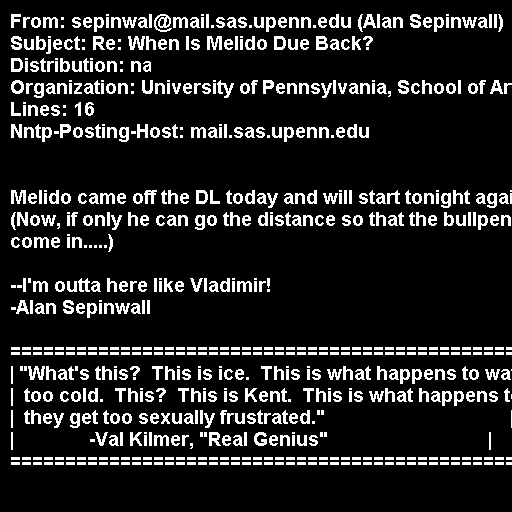 From: sepinwal@mail.sas.upenn.edu (Alan Sepinwall)
Subject: Re: When Is Melido Due Back?
Distribution: na
Organization: University of Pennsylvania, School of
Lines: 16
Nntp-Posting-Host: mail.sas.upenn.edu
Melido came off the DL today and will start tonight
(Now, if only he can go the distance so that the bullpen
come in.....)
--I'm outta here like Vladimir!
-Alan Sepinwall
===================================================
| "What's this?  This is ice.  This is what happens to
|  too cold.  This?  This is Kent.  This is what happens
|  they get too sexually frustrated." |
| -Val Kilmer, "Real Genius" |
===================================================